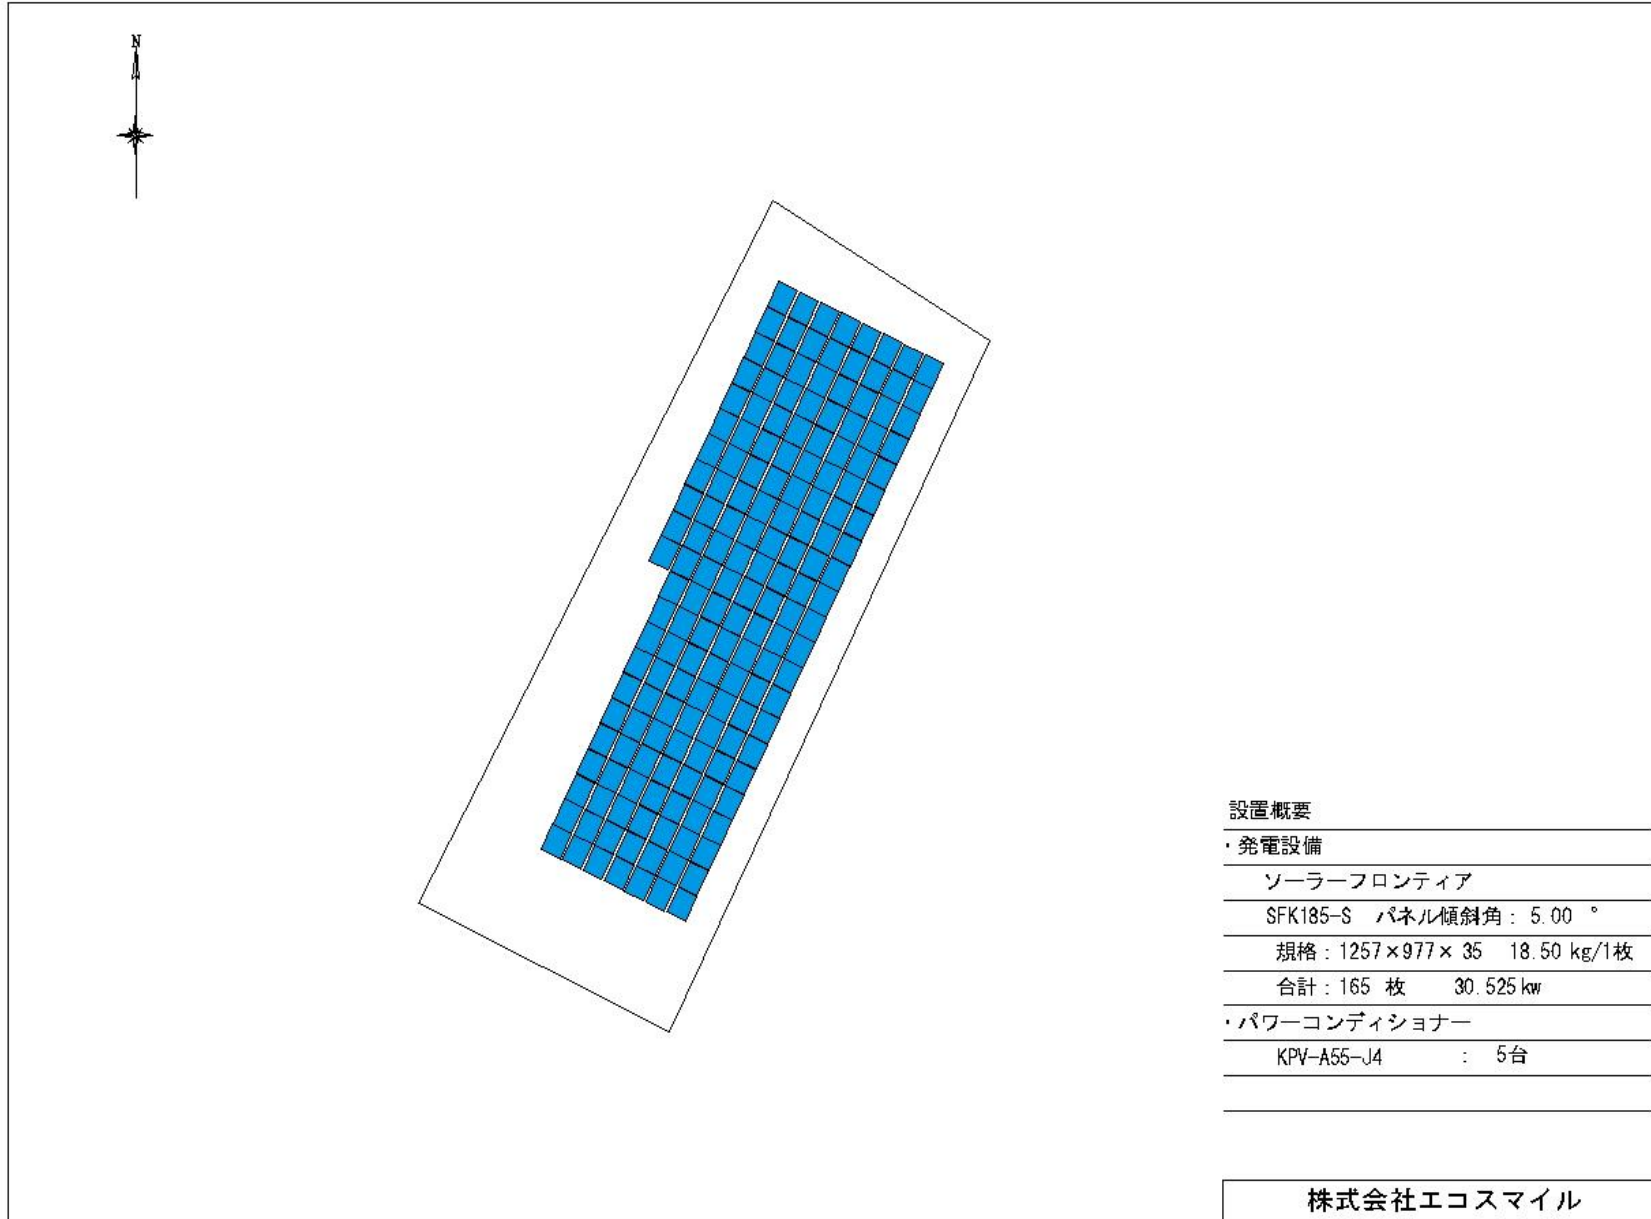 N
設置概要
・発電設備
ソーラーフロンティア
SFK185-S パネル傾斜角： 5.00 °
規格：1257×977× 35 18.50 kg/1枚
合計：165 枚 30.525kw
・パワーコンディショナー
KPV-A55-J4 ： 5台
株式会社エコスマイル